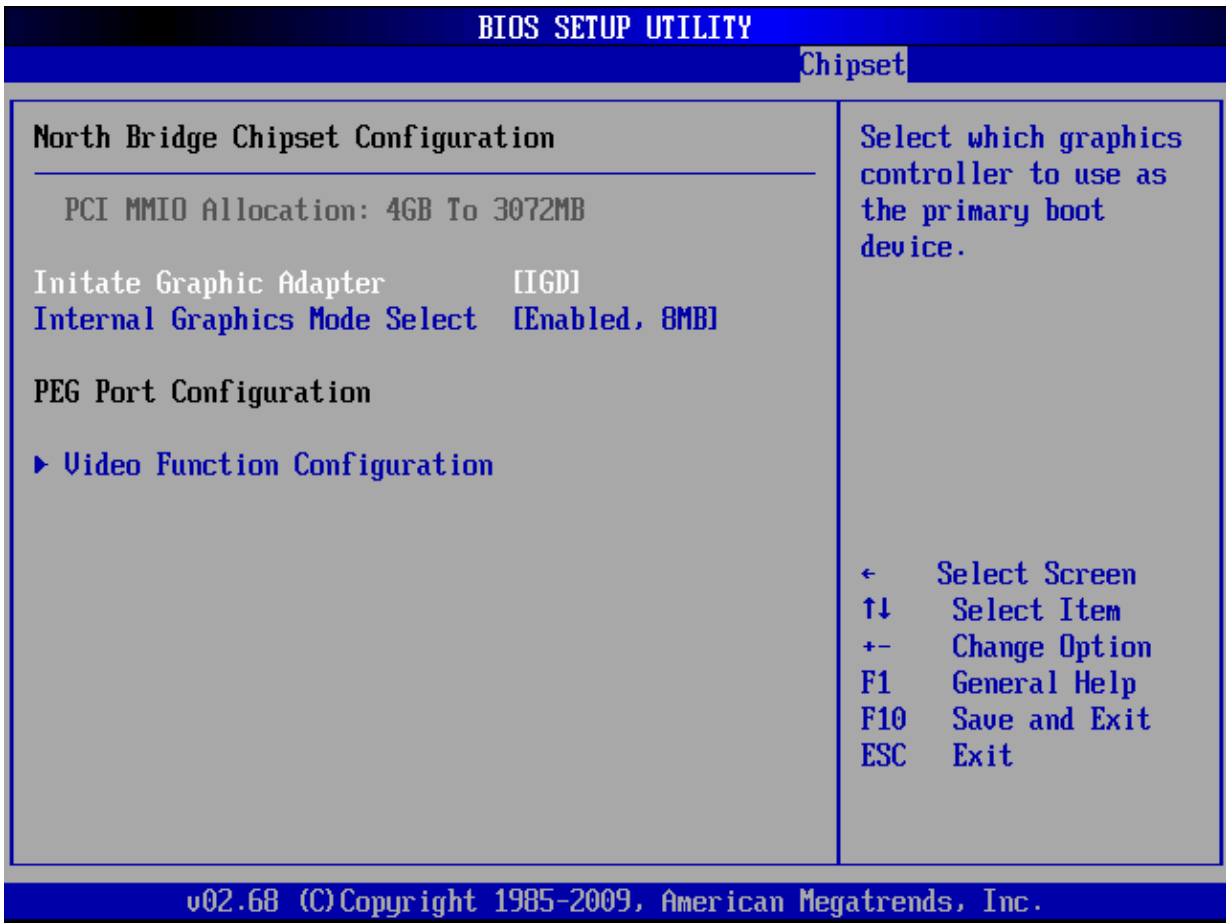 BIOS SETUP UTILITY
Chipset
North Bridge Chipset Configuration
PCI MMIO Allocation: 4GB To 3072MB
Initate Graphic Adapter [IGD]
Internal Graphics Mode Select [Enabled, 8MB]
PEG Port Configuration
▶ Video Function Configuration
Select which graphics
controller to use as
the primary boot
device.
← Select Screen
↑↓ Select Item
+- Change Option
F1 General Help
F10 Save and Exit
ESC Exit
v02.68 (C)Copyright 1985-2009, American Megatrends, Inc.